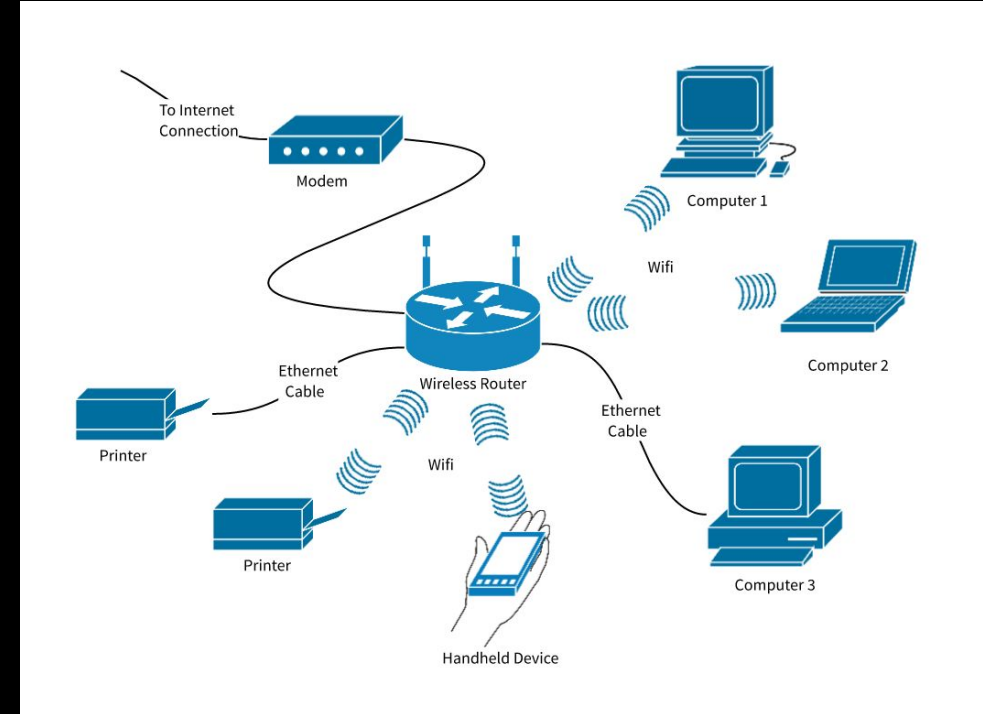 To Internet
Connection
Modem
Computer 1
Wifi
Computer 2
Ethernet
Cable
Wireless Router
Ethernet
Cable
Printer
Wifi
Printer
Computer 3
Handheld Device